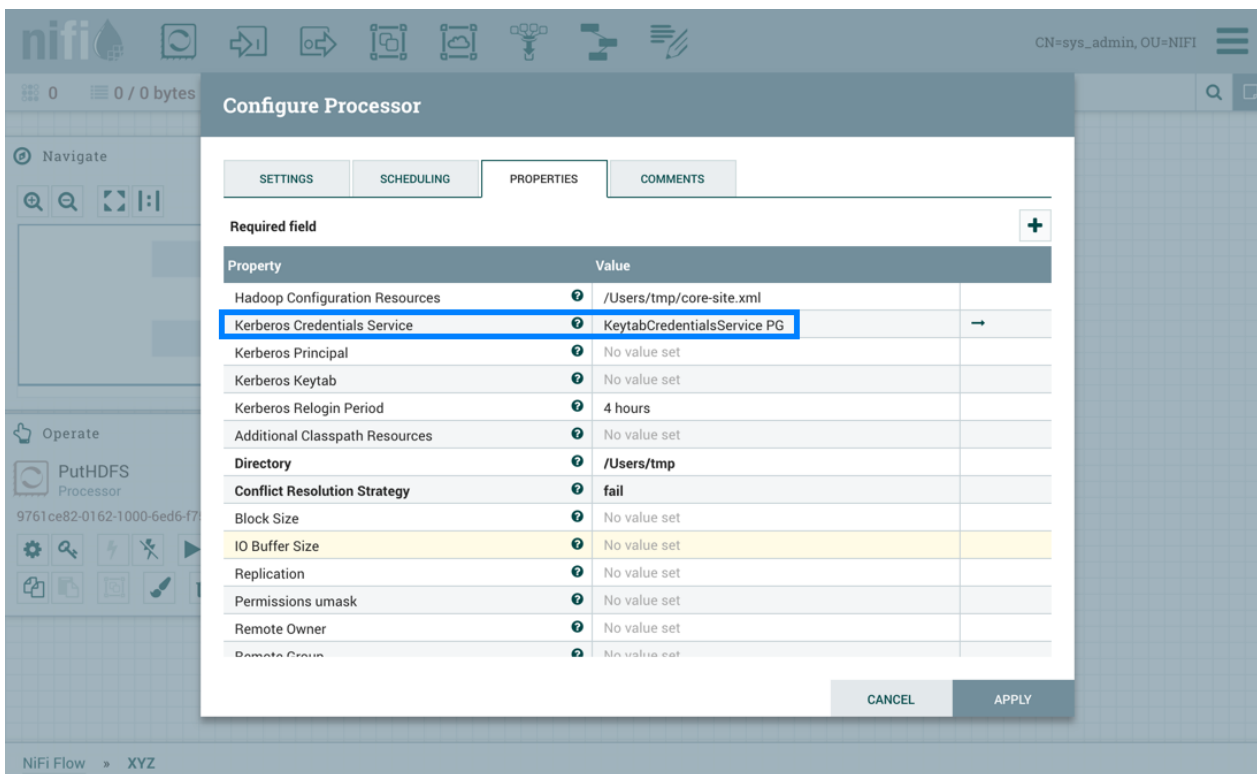 nifi
CN=sys_admin, OU=NIFI
0
0 / 0 bytes
Configure Processor
Navigate
SETTINGS SCHEDULING PROPERTIES COMMENTS
Required field
Property Value
Hadoop Configuration Resources /Users/tmp/core-site.xml
Kerberos Credentials Service KeytabCredentialsService PG
Kerberos Principal No value set
Kerberos Keytab No value set
Kerberos Relogin Period 4 hours
Additional Classpath Resources No value set
Directory /Users/tmp
Conflict Resolution Strategy fail
Block Size No value set
IO Buffer Size No value set
Replication No value set
Permissions umask No value set
Remote Owner No value set
Remote Group No value set
Operate
PutHDFS
Processor
9761ce82-0162-1000-6ed6-f7
CANCEL APPLY
NiFi Flow » XYZ